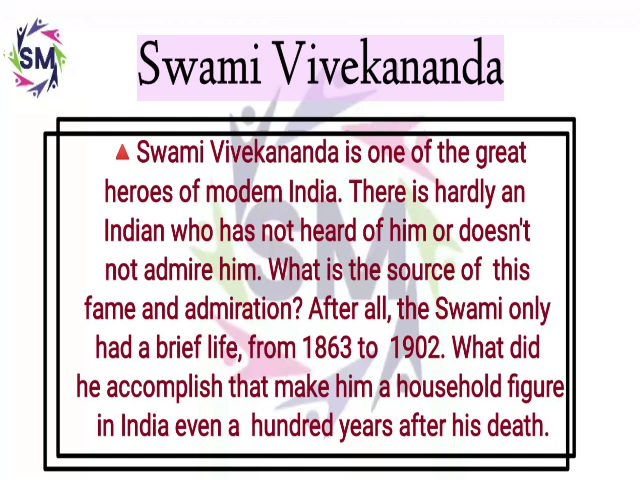 SM
Swami Vivekananda
🔺Swami Vivekananda is one of the great
heroes of modem India. There is hardly an
Indian who has not heard of him or doesn't
not admire him. What is the source of this
fame and admiration? After all, the Swami only
had a brief life, from 1863 to 1902. What did
he accomplish that make him a household figure
in India even a hundred years after his death.
SM